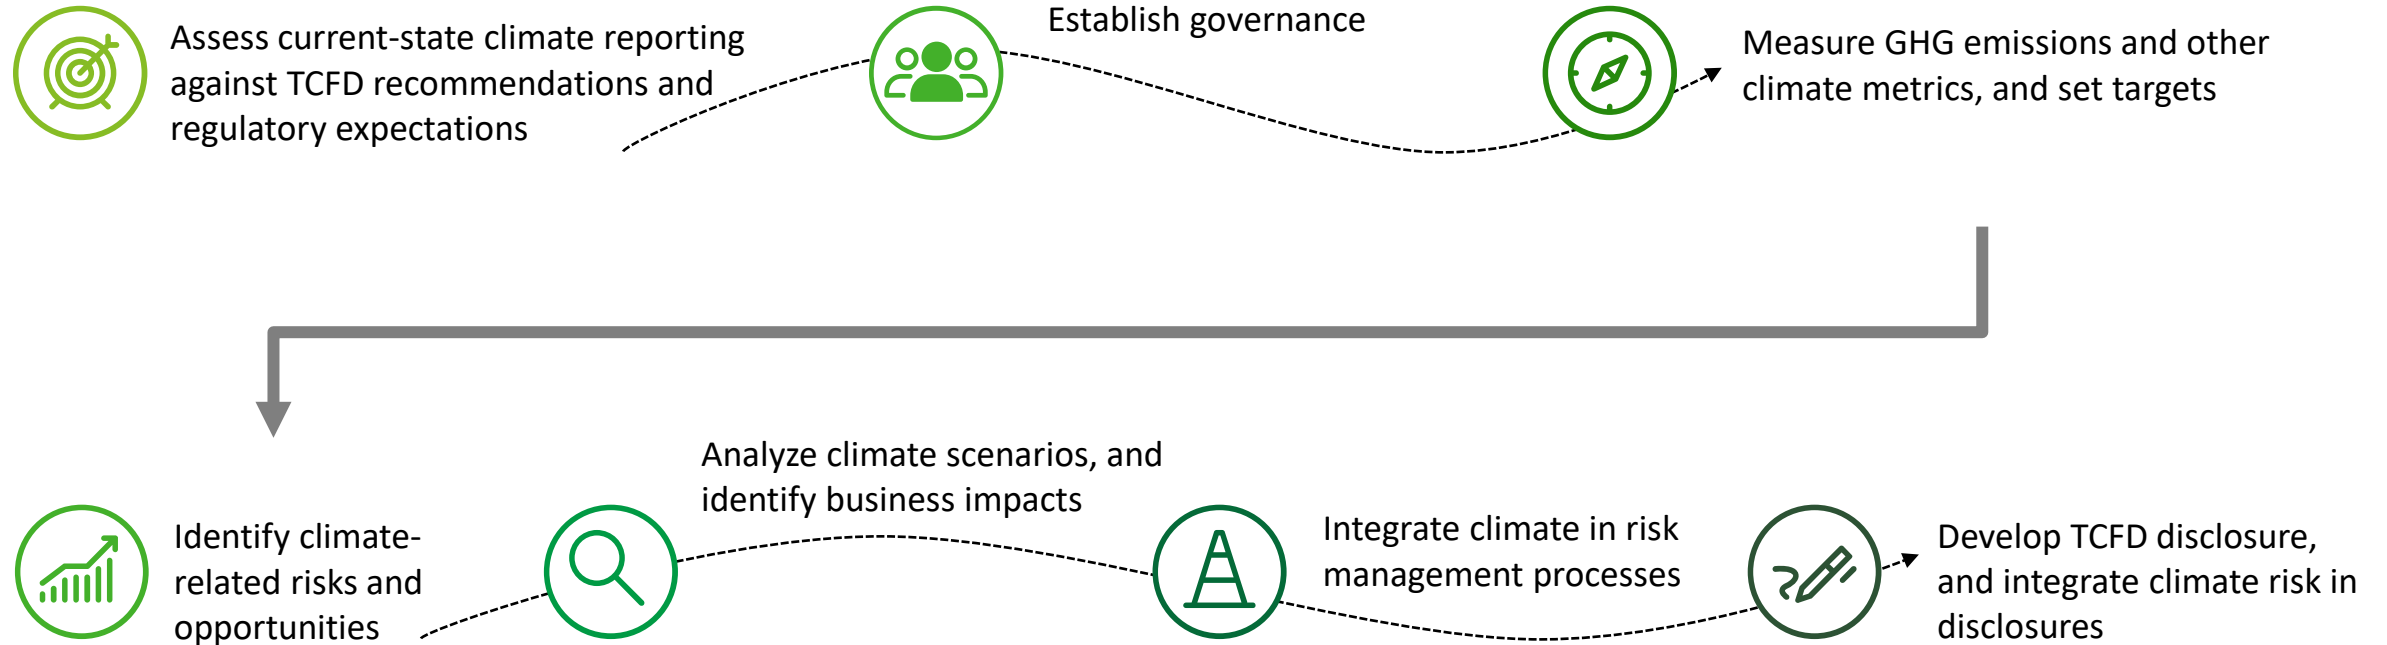 Assess current-state climate reporting
against TCFD recommendations and
regulatory expectations
Establish governance
Measure GHG emissions and other
climate metrics, and set targets
Identify climate-
related risks and
opportunities
Analyze climate scenarios, and
identify business impacts
Integrate climate in risk
management processes
Develop TCFD disclosure,
and integrate climate risk in
disclosures